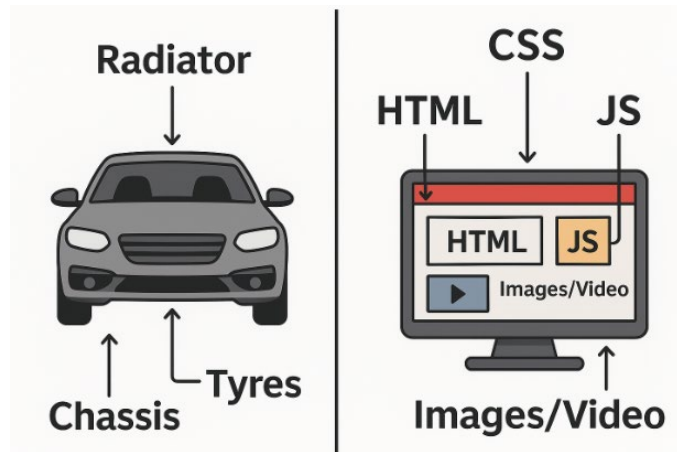 Radiator
Tyres
Chassis
CSS
HTML
JS
HTML
JS
Images/Video
Images/Video